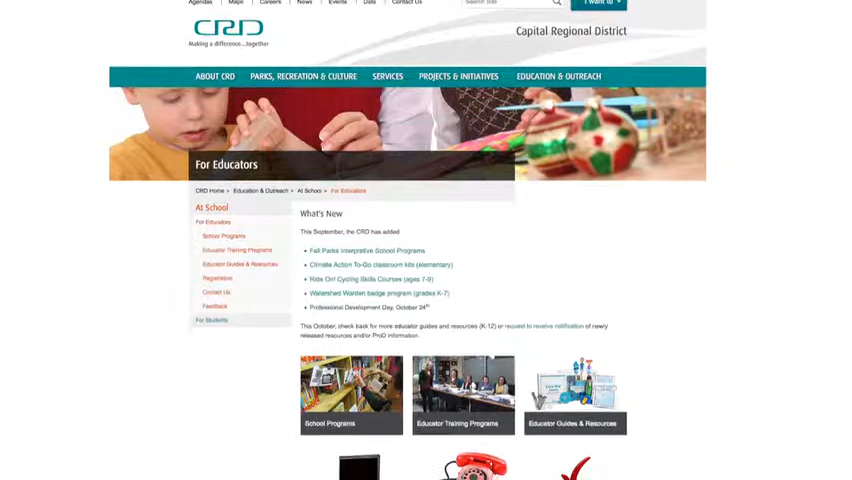 Agendas Maps Careers News Events Data Contact Us
Search Site
I want to
CRD
Making a difference...together
Capital Regional District
ABOUT CRD PARKS, RECREATION & CULTURE SERVICES PROJECTS & INITIATIVES EDUCATION & OUTREACH
For Educators
CRD Home > Education & Outreach > At School > For Educators
At School
For Educators
School Programs
Educator Training Programs
Educator Guides & Resources
Registration
Contact Us
Feedback
For Students
What's New
This September, the CRD has added
• Fall Parks Interpretive School Programs
• Climate Action To-Go classroom kits (elementary)
• Ride On! Cycling Skills Courses (ages 7-9)
• Watershed Warden badge program (grades K-7)
• Professional Development Day, October 24th
This October, check back for more educator guides and resources (K-12) or request to receive notification of newly
released resources and/or ProD information.
School Programs
Educator Training Programs
Educator Guides & Resources